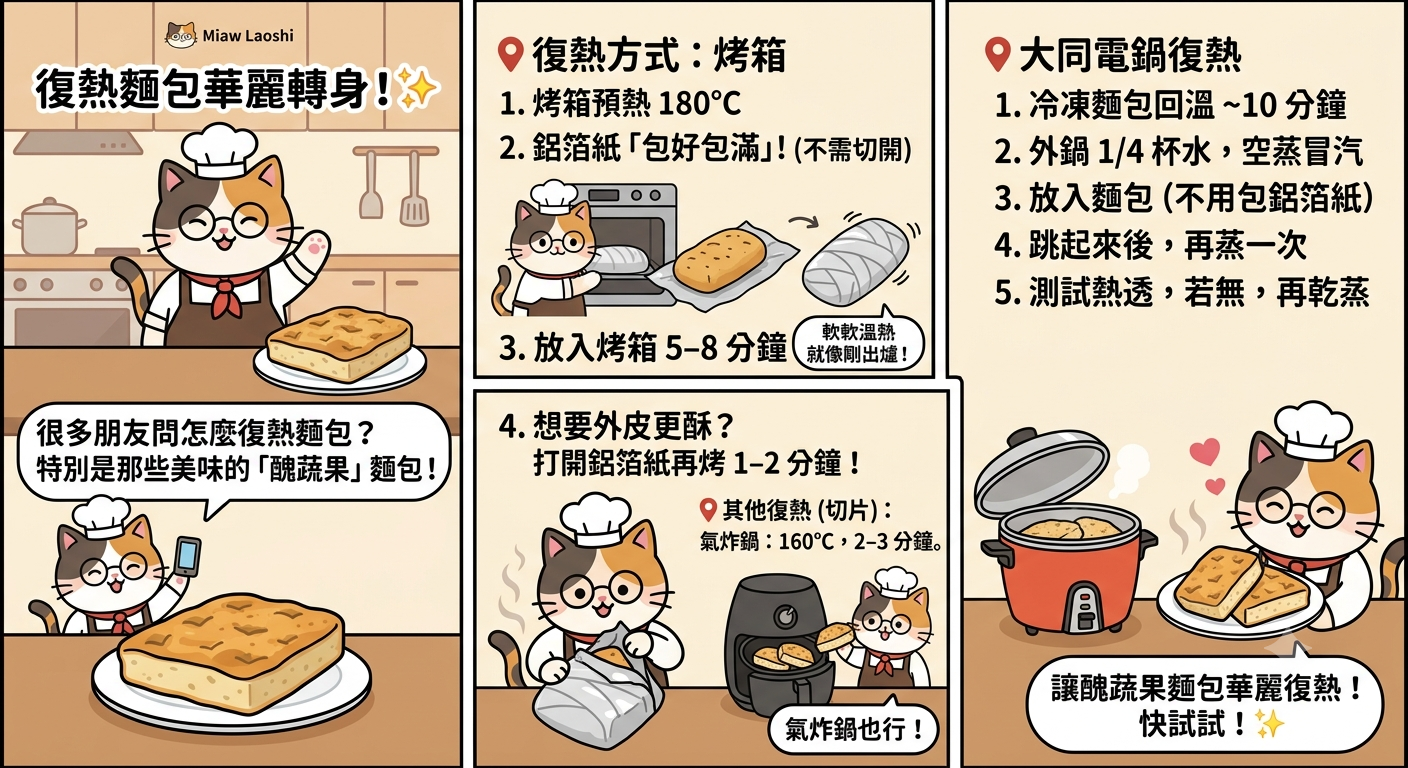 Miaw Laoshi
復熱麵包華麗轉身！✨
很多朋友問怎麼復熱麵包？
特別是那些美味的「醜蔬果」麵包！
復熱方式：烤箱
1. 烤箱預熱 180°C
2. 鋁箔紙「包好包滿」！(不需切開)
3. 放入烤箱 5–8 分鐘
軟軟溫熱
就像剛出爐！
4. 想要外皮更酥？
打開鋁箔紙再烤 1–2 分鐘！
其他復熱 (切片)：
氣炸鍋：160°C，2–3 分鐘。
氣炸鍋也行！
大同電鍋復熱
1. 冷凍麵包回溫 ~10 分鐘
2. 外鍋 1/4 杯水，空蒸冒汽
3. 放入麵包 (不用包鋁箔紙)
4. 跳起來後，再蒸一次
5. 測試熱透，若無，再乾蒸
讓醜蔬果麵包華麗復熱！
快試試！✨